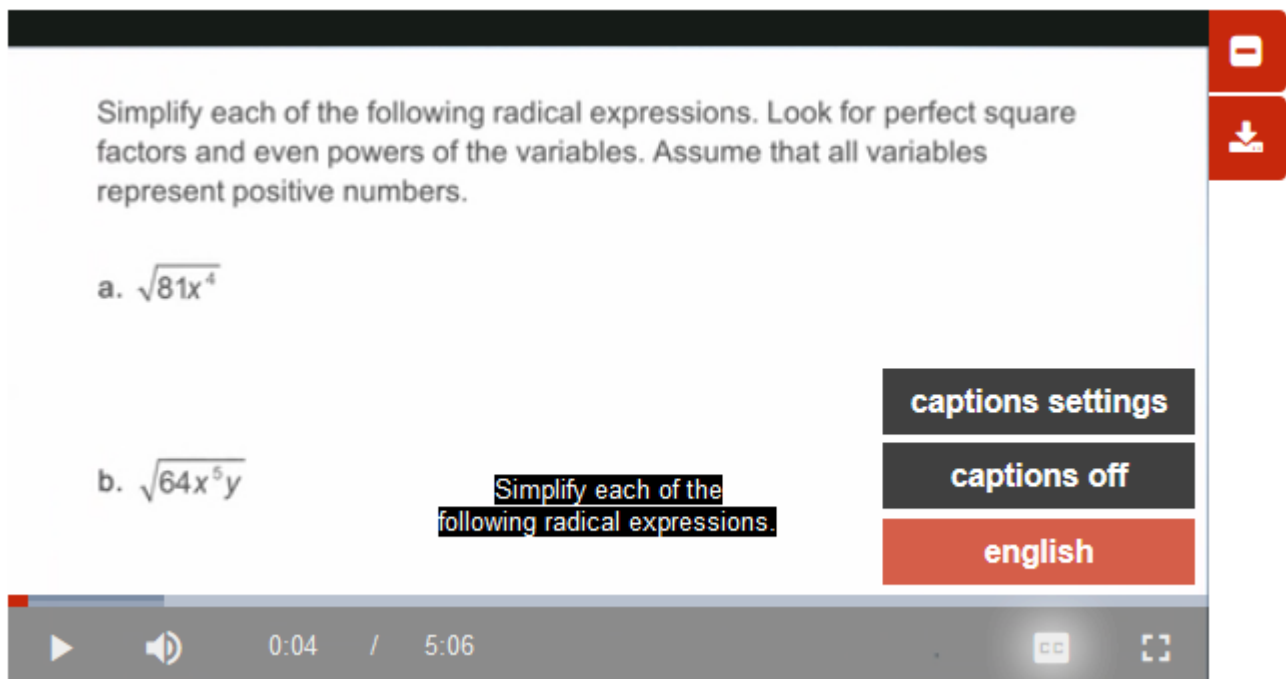 Simplify each of the following radical expressions. Look for perfect square
factors and even powers of the variables. Assume that all variables
represent positive numbers.
a. √81x⁴
captions settings
captions off
b. √64x⁵y
Simplify each of the
following radical expressions.
english
0:04 / 5:06
CC